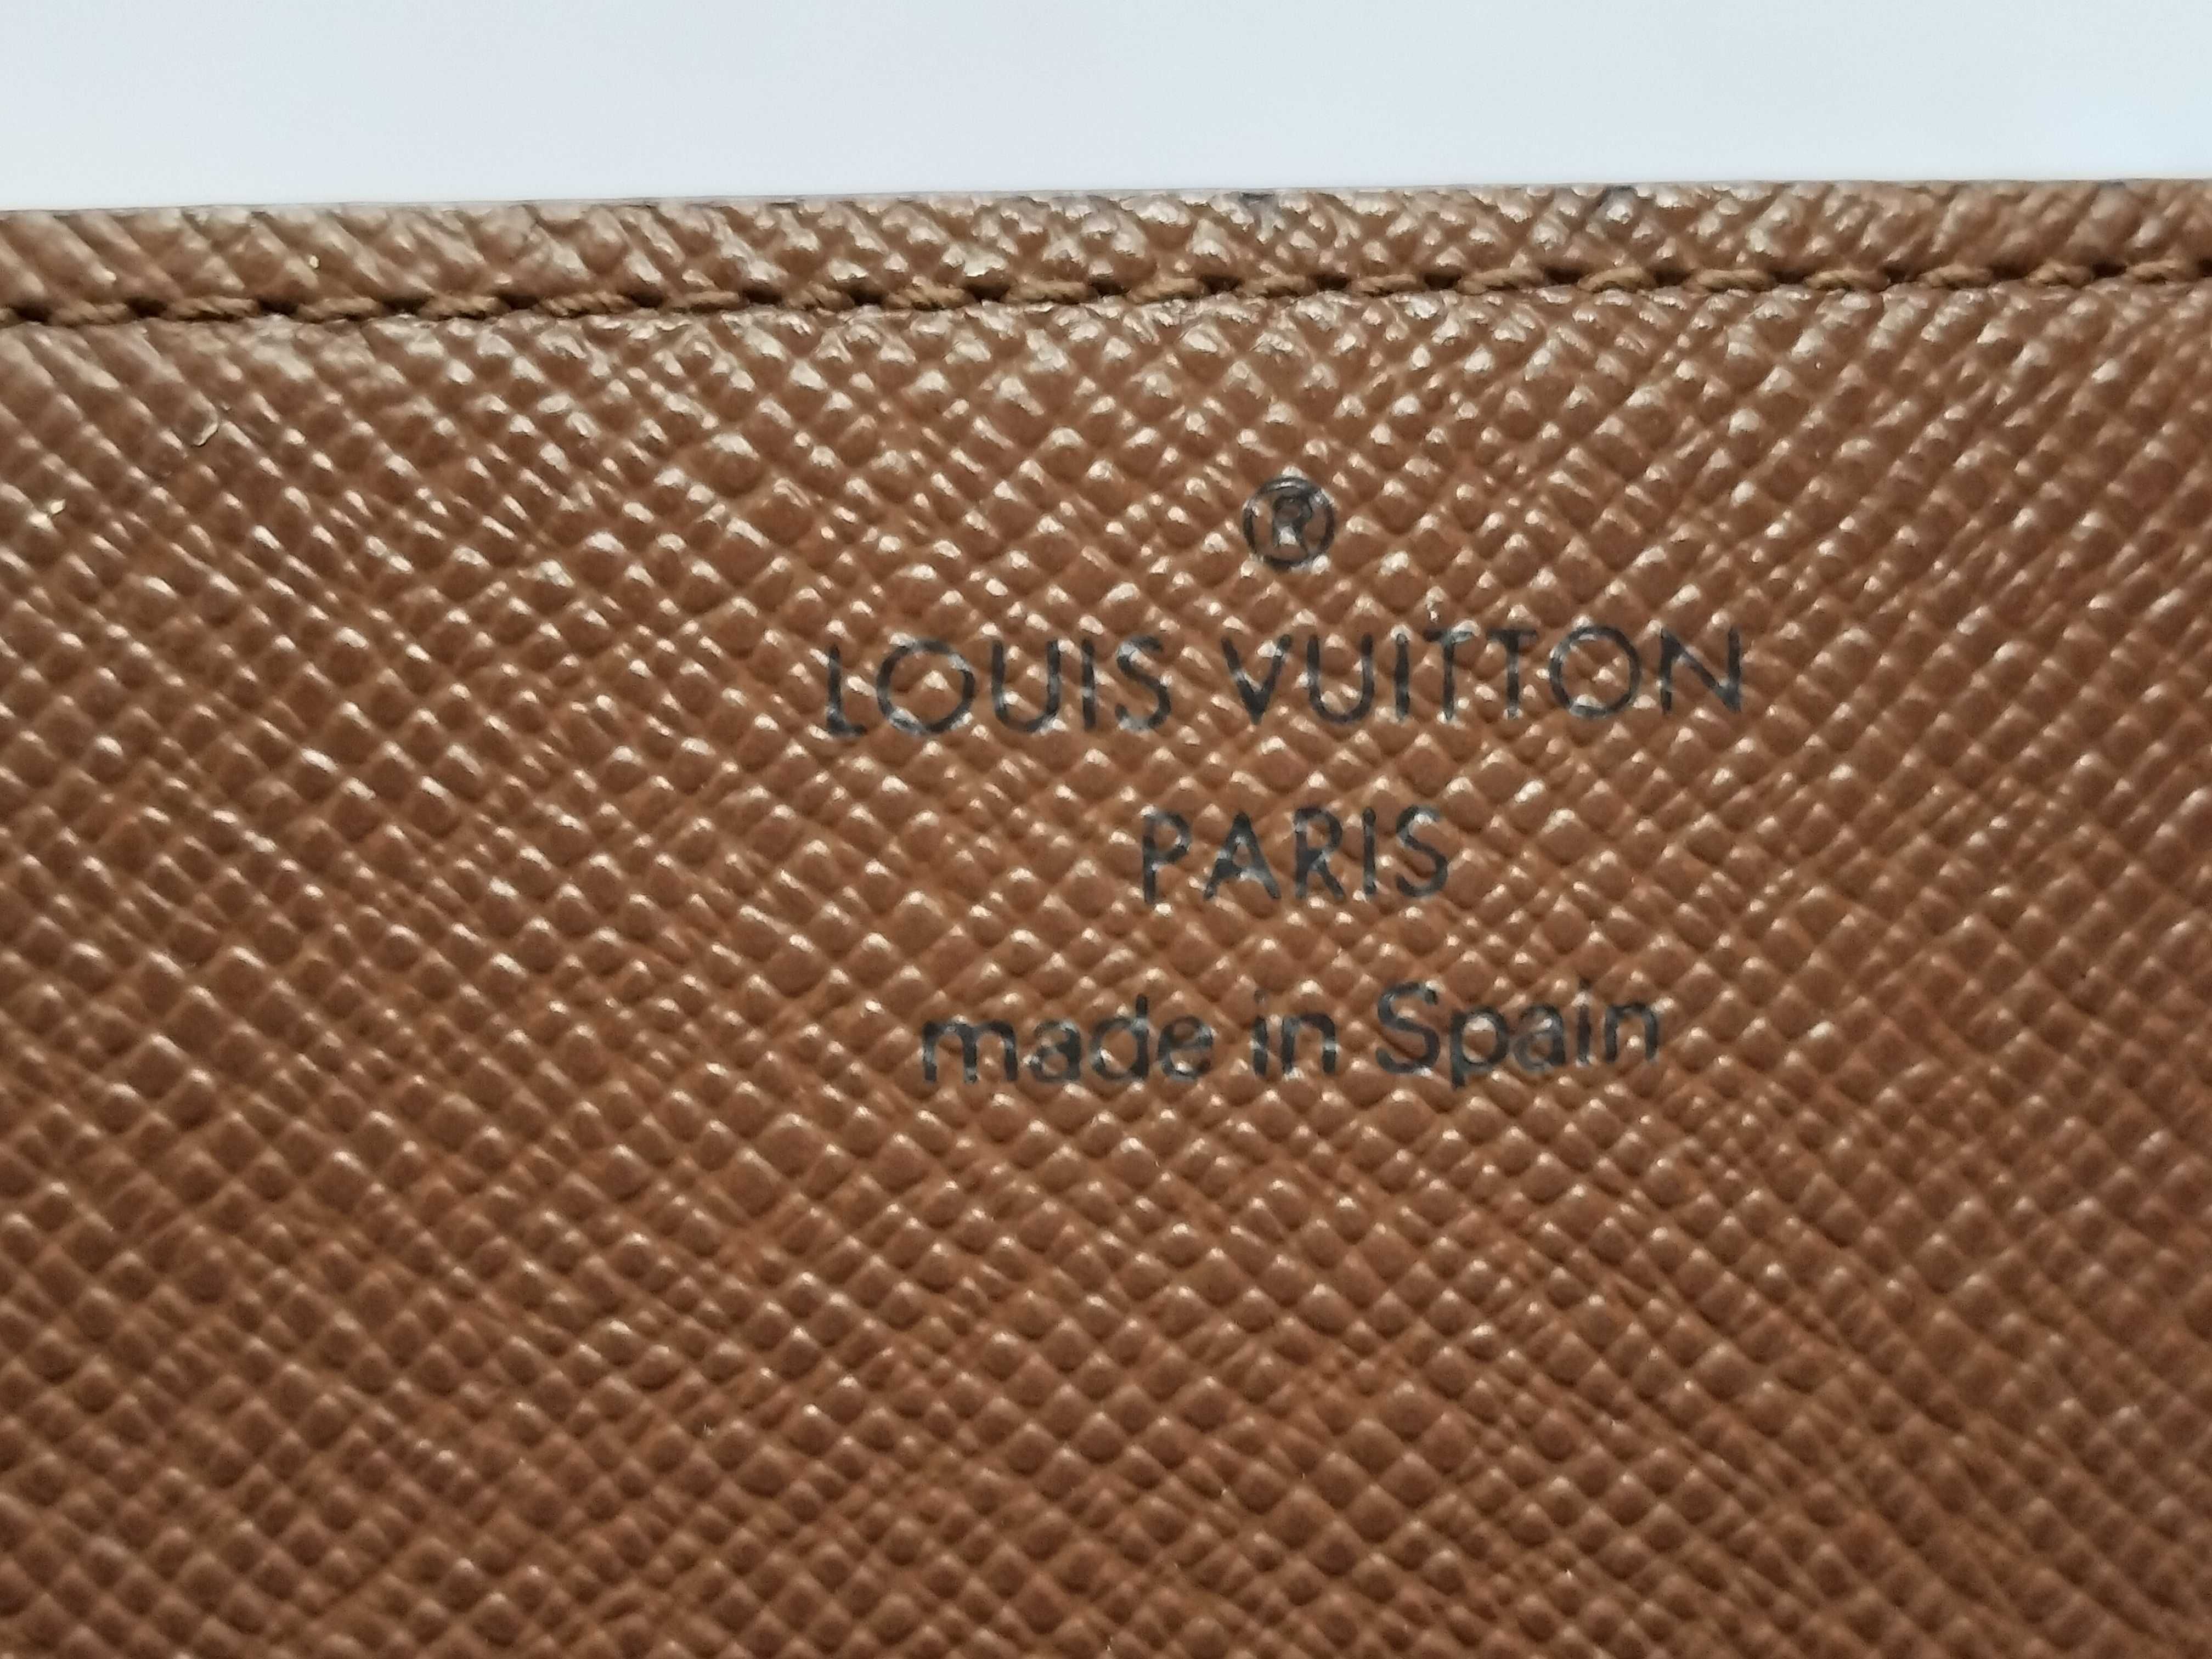 ®
LOUIS VUITTON
PARIS
made in Spain